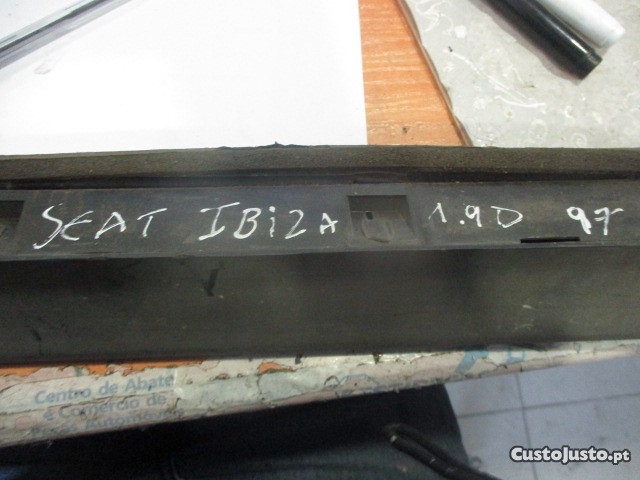 SEAT IBIZA 1.9D 97
Centro de Abate
e Comércio de
CustoJusto.pt